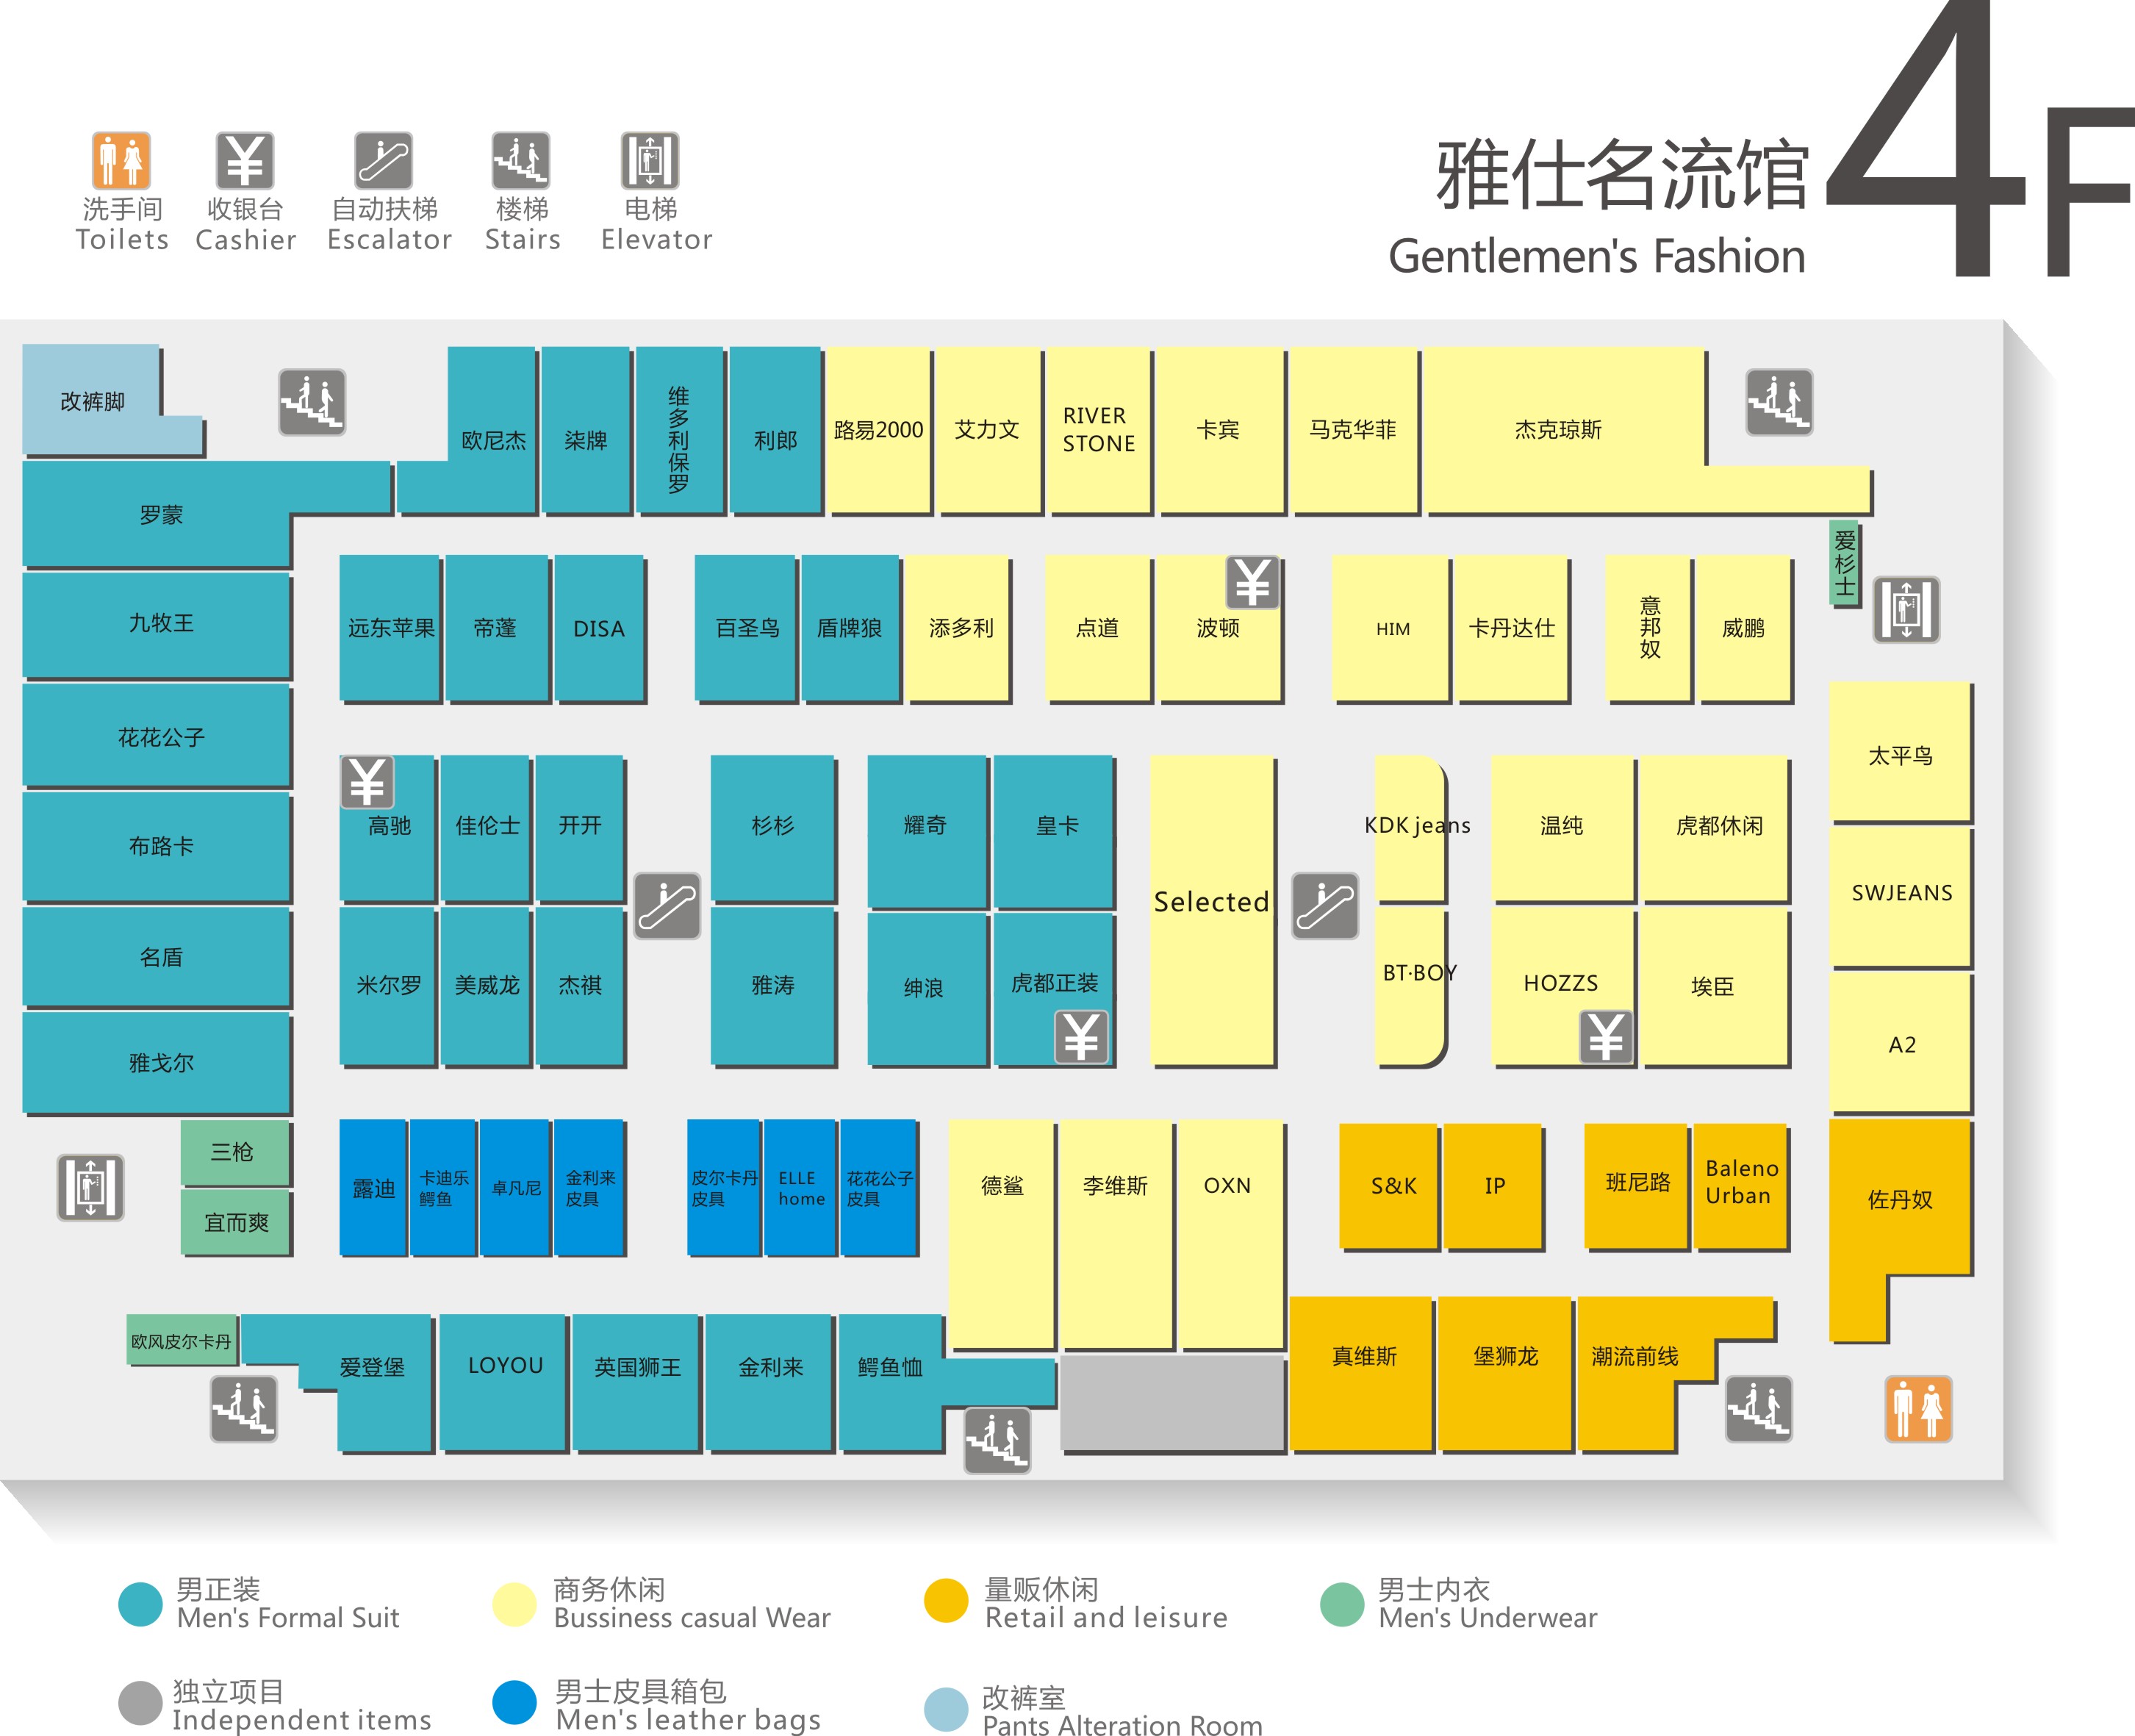 4F
雅仕名流馆
Gentlemen's Fashion
洗手间
Toilets
收银台
Cashier
自动扶梯
Escalator
楼梯
Stairs
电梯
Elevator
改裤脚
欧尼杰
柒牌
维多利保罗
利郎
路易2000
艾力文
RIVER
STONE
卡宾
马克华菲
杰克琼斯
罗蒙
爱杉士
九牧王
远东苹果
帝蓬
DISA
百圣鸟
盾牌狼
添多利
点道
波顿
HIM
卡丹达仕
意邦奴
威鹏
花花公子
太平鸟
布路卡
高驰
佳伦士
开开
杉杉
耀奇
皇卡
Selected
KDK jeans
温纯
虎都休闲
SWJEANS
名盾
米尔罗
美威龙
杰祺
雅涛
绅浪
虎都正装
BT·BOY
HOZZS
埃臣
A2
雅戈尔
三枪
宜而爽
露迪
卡迪乐
鳄鱼
卓凡尼
金利来
皮具
皮尔卡丹
皮具
ELLE
home
花花公子
皮具
德鲨
李维斯
OXN
S&K
IP
班尼路
Baleno
Urban
佐丹奴
欧风皮尔卡丹
爱登堡
LOYOU
英国狮王
金利来
鳄鱼恤
真维斯
堡狮龙
潮流前线
男正装
Men's Formal Suit
商务休闲
Bussiness casual Wear
量贩休闲
Retail and leisure
男士内衣
Men's Underwear
独立项目
Independent items
男士皮具箱包
Men's leather bags
改裤室
Pants Alteration Room